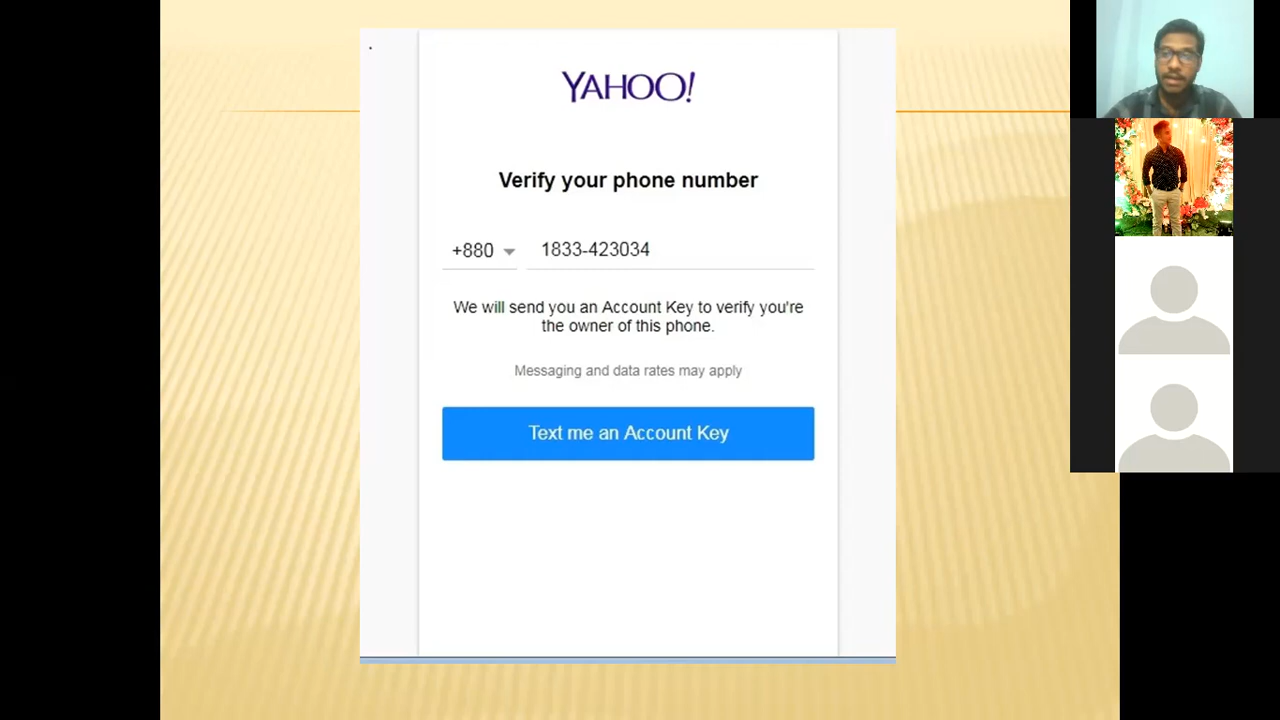 YAHOO!
Verify your phone number
+880 1833-423034
We will send you an Account Key to verify you're
the owner of this phone.
Messaging and data rates may apply
Text me an Account Key